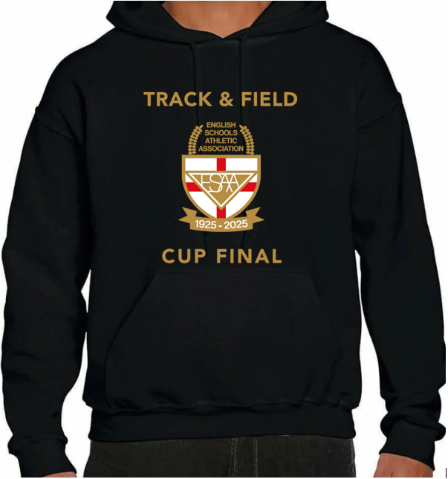 TRACK & FIELD
ENGLISH
SCHOOLS
ATHLETIC
ASSOCIATION
ESAA
1925 - 2025
CUP FINAL